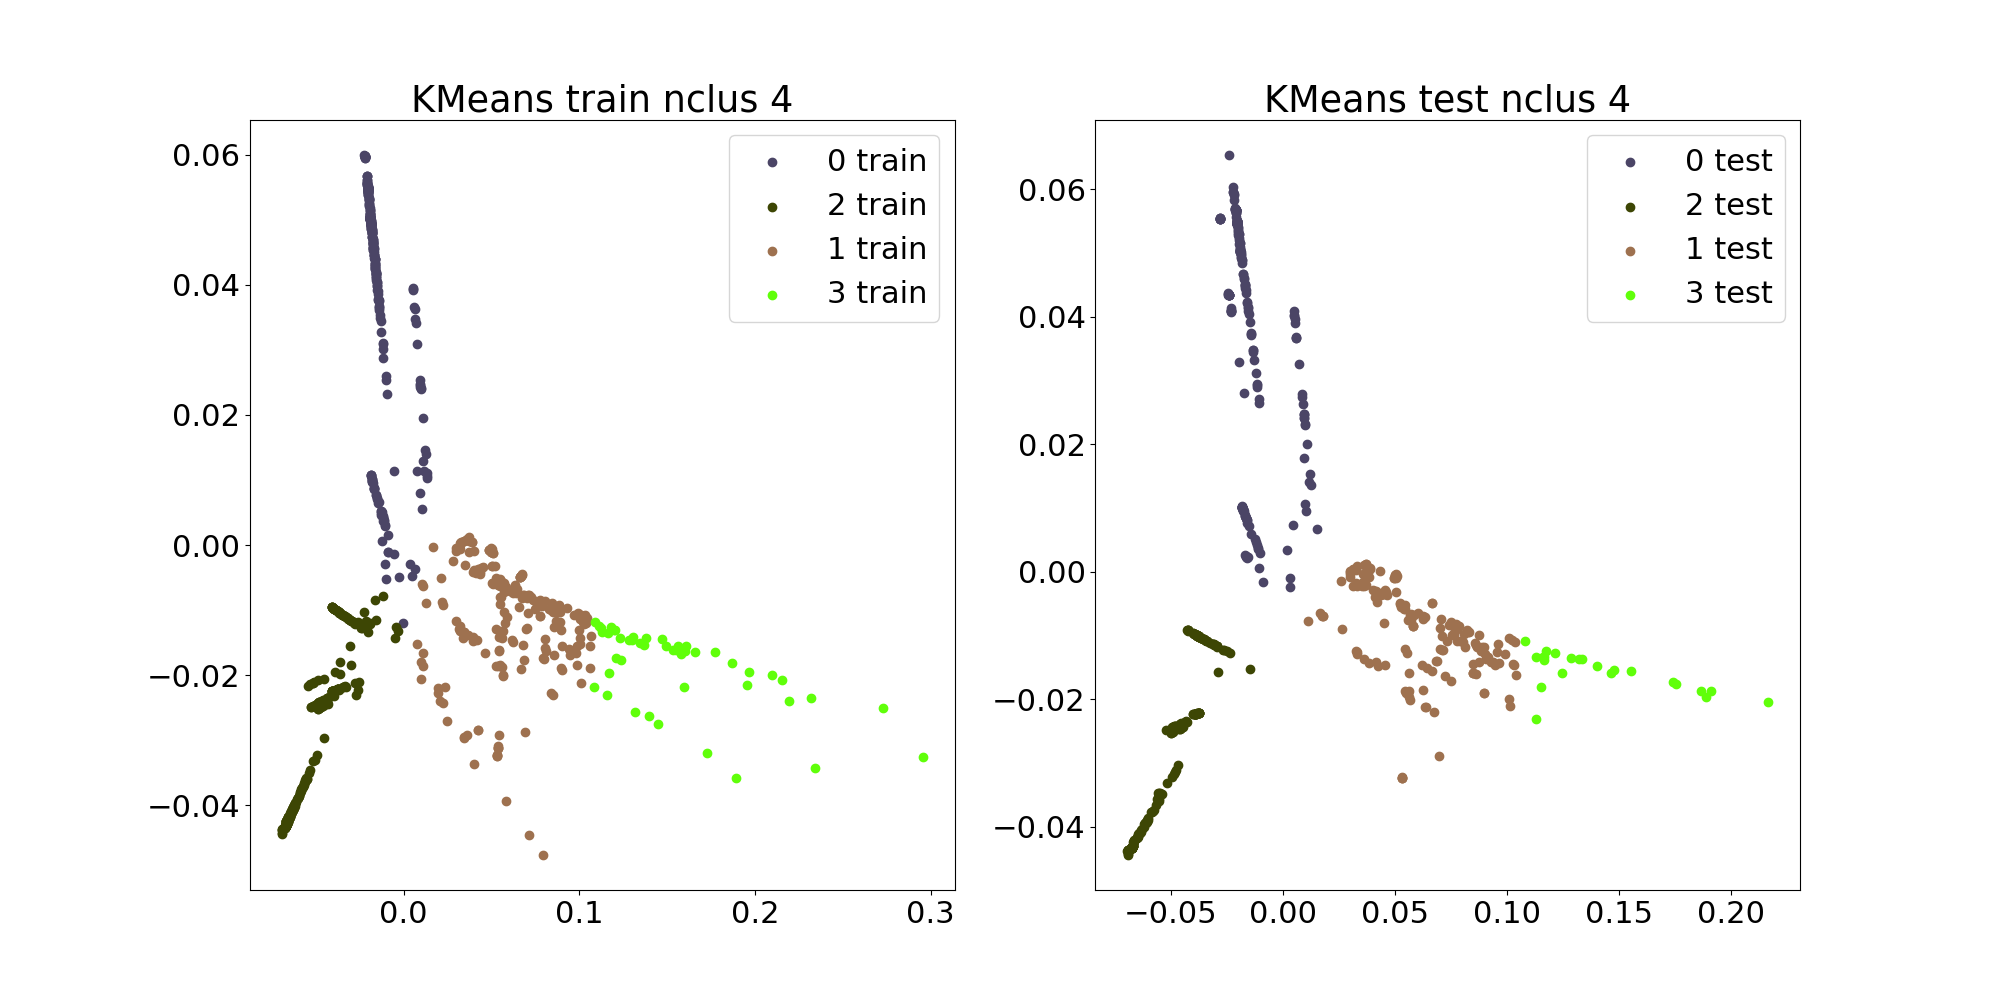 KMeans train nclus 4
0.06
0.04
0.02
0.00
−0.02
−0.04
0.0 0.1 0.2 0.3
0 train
2 train
1 train
3 train
KMeans test nclus 4
0.06
0.04
0.02
0.00
−0.02
−0.04
−0.05 0.00 0.05 0.10 0.15 0.20
0 test
2 test
1 test
3 test